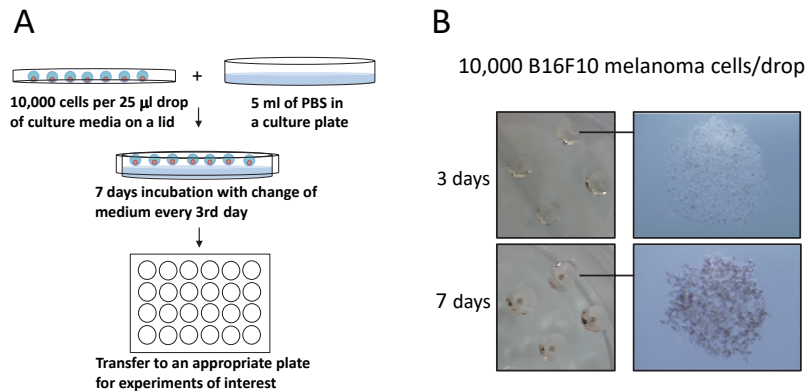 A
+
10,000 cells per 25 μl drop
of culture media on a lid
5 ml of PBS in
a culture plate
7 days incubation with change of
medium every 3rd day
Transfer to an appropriate plate
for experiments of interest
B
10,000 B16F10 melanoma cells/drop
3 days
7 days